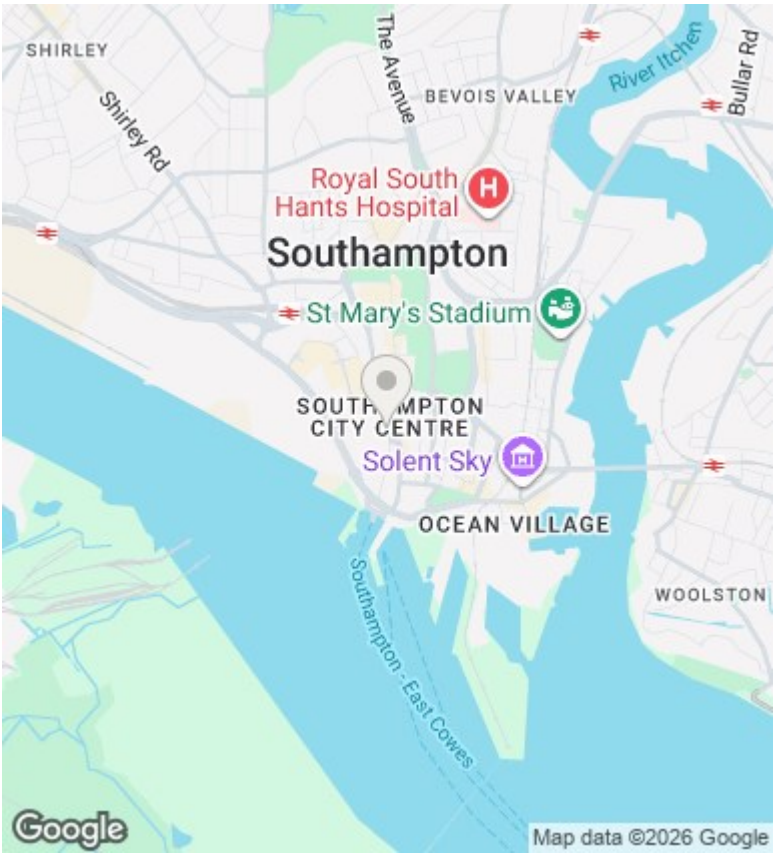 SHIRLEY
The Avenue
River Itchen
Bullar Rd
BEVOIS VALLEY
Shirley Rd
Royal South
Hants Hospital
H
Southampton
St Mary's Stadium
SOUTHAMPTON
CITY CENTRE
Solent Sky
OCEAN VILLAGE
WOOLSTON
Southampton - East Cowes
Google
Map data ©2026 Google